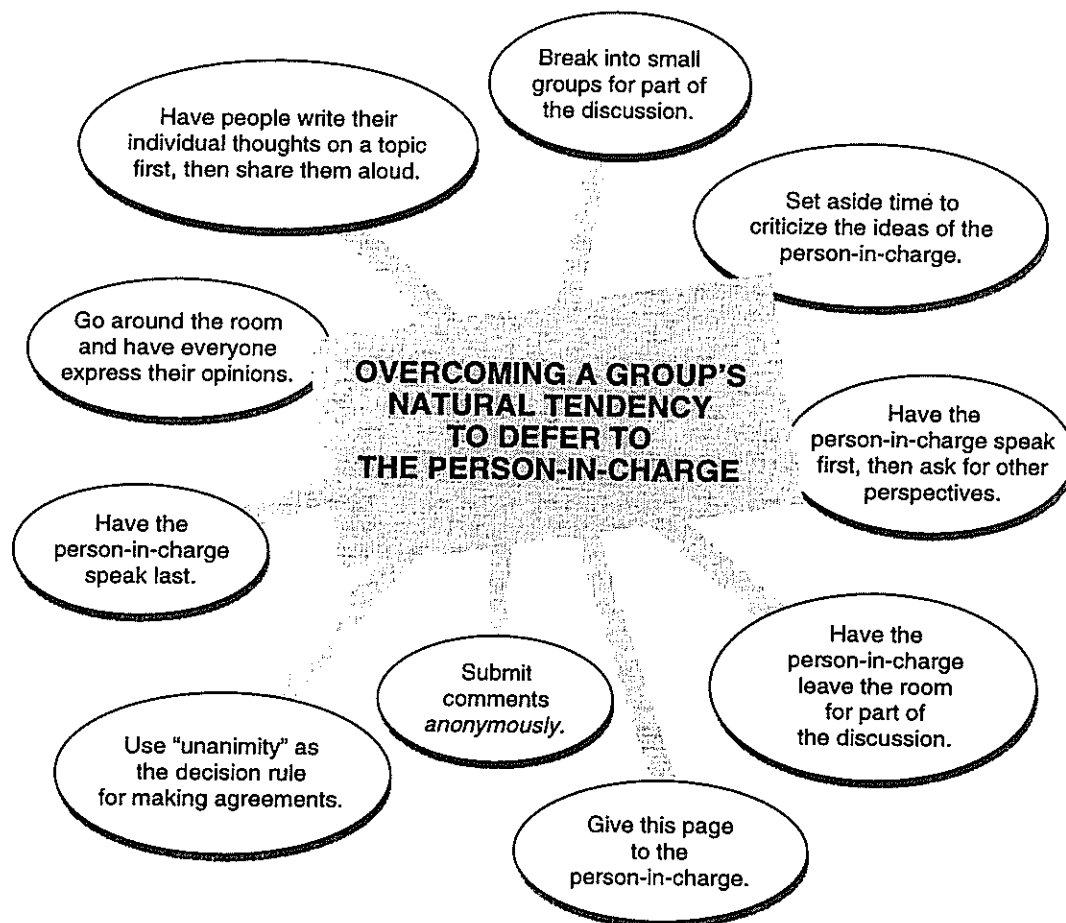 Break into small
groups for part of
the discussion.
Have people write their
individual thoughts on a topic
first, then share them aloud.
Set aside time to
criticize the ideas of the
person-in-charge.
Go around the room
and have everyone
express their opinions.
OVERCOMING A GROUP'S
NATURAL TENDENCY
TO DEFER TO
THE PERSON-IN-CHARGE
Have the
person-in-charge speak
first, then ask for other
perspectives.
Have the
person-in-charge
speak last.
Have the
person-in-charge
leave the room
for part of
the discussion.
Submit
comments
anonymously.
Use “unanimity” as
the decision rule
for making agreements.
Give this page
to the
person-in-charge.